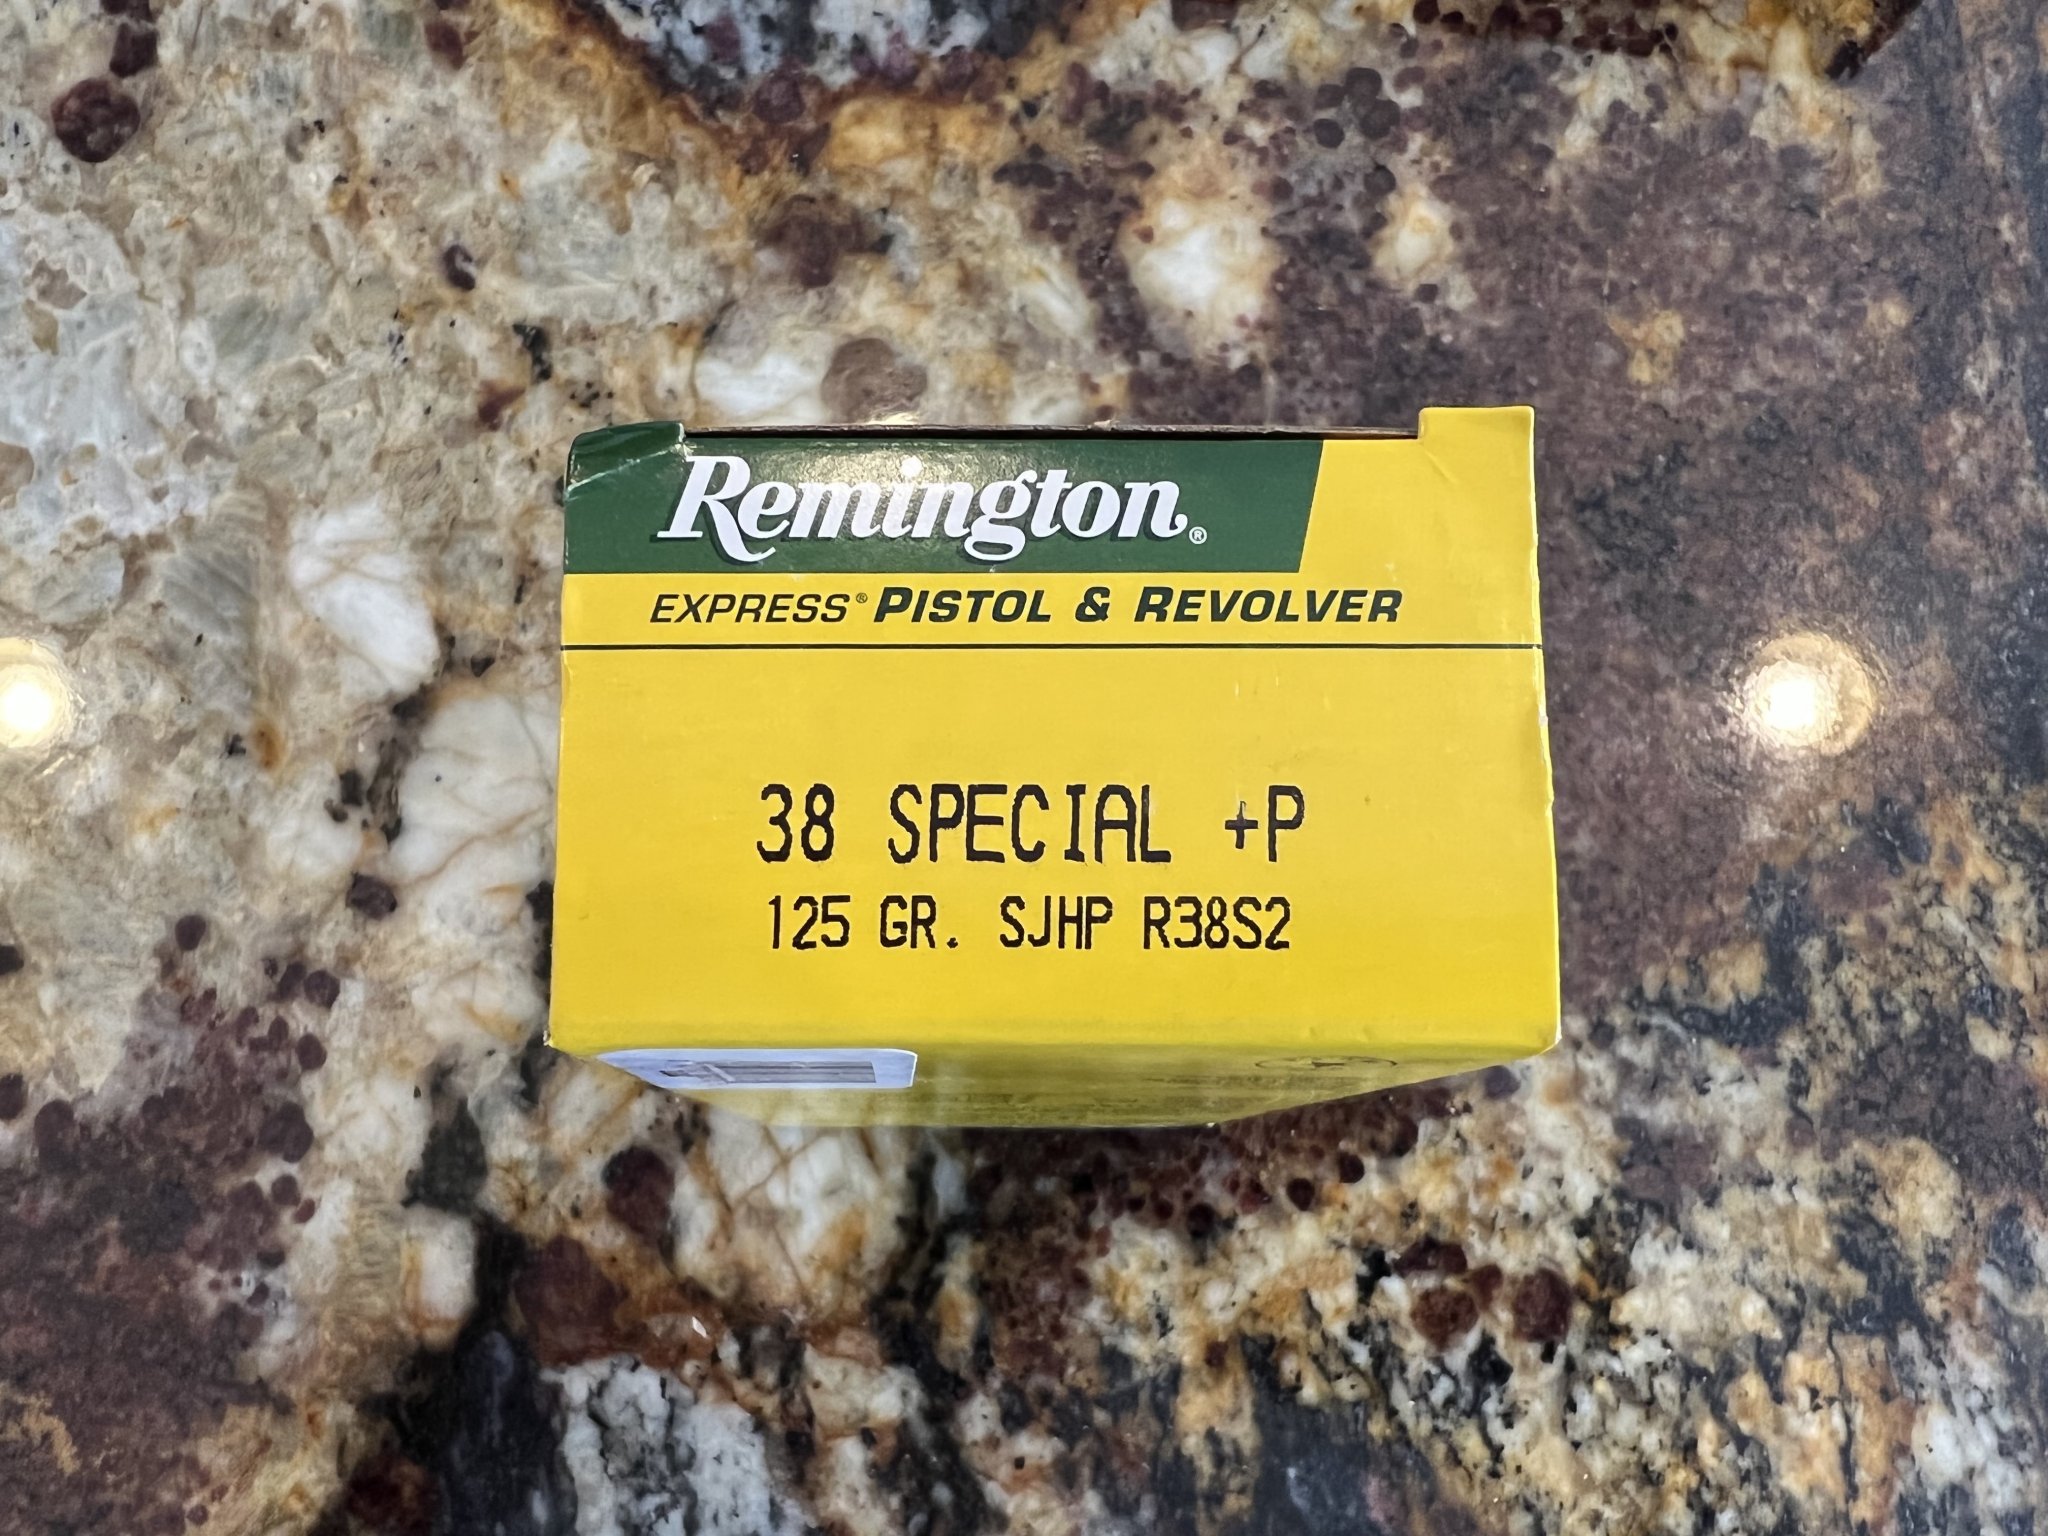 Remington®
EXPRESS® PISTOL & REVOLVER
38 SPECIAL +P
125 GR. SJHP R38S2